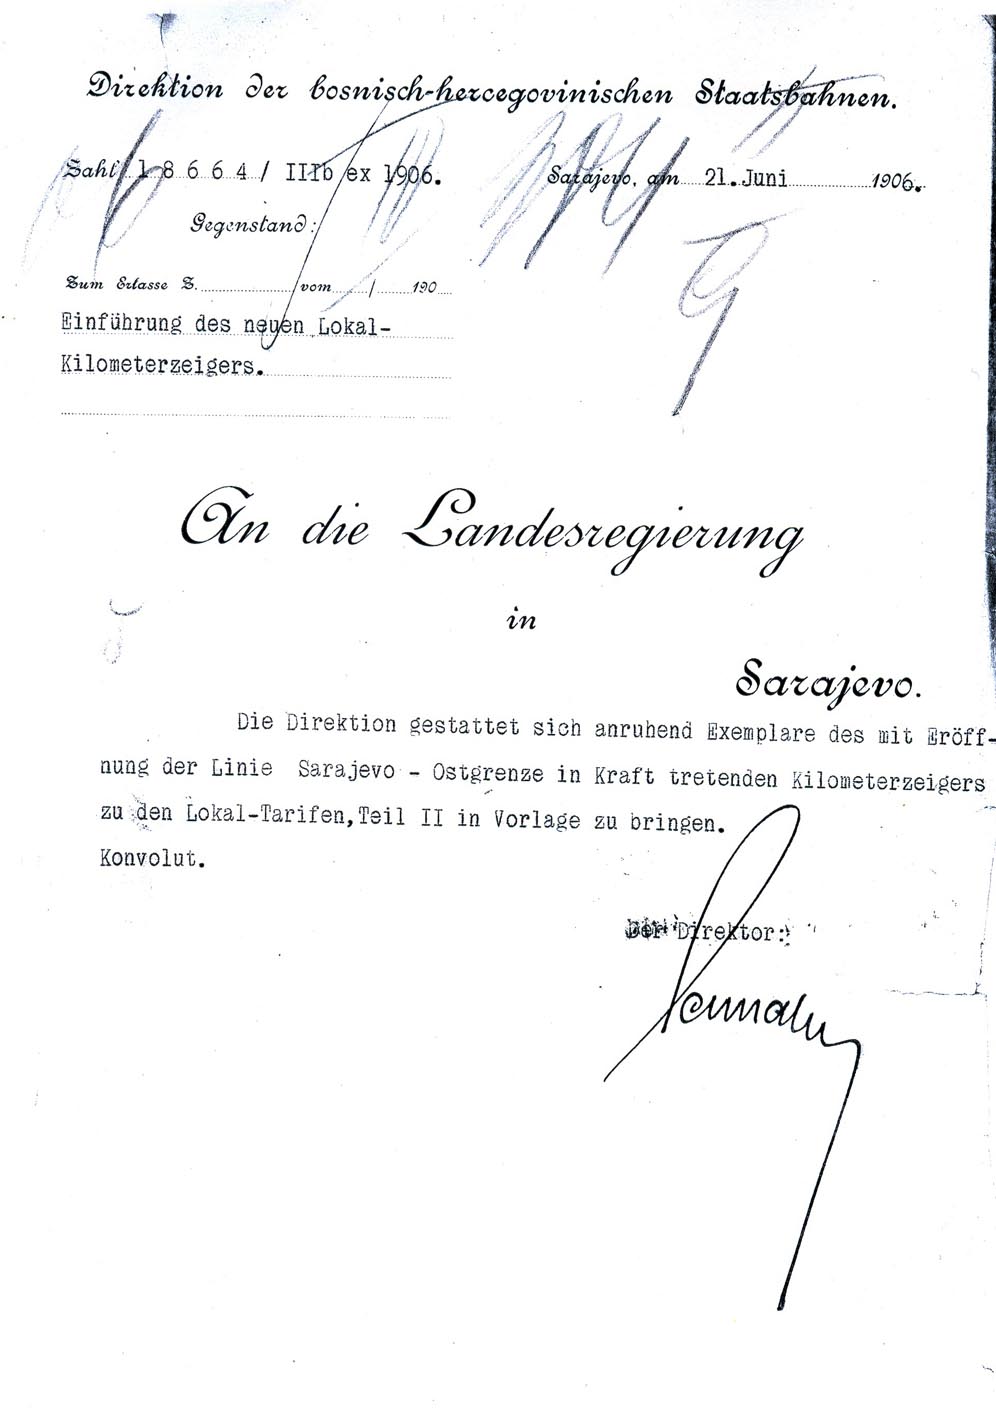 Direktion der bosnisch-hercegovinischen Staatsbahnen.
Zahl 18664/ IIIb ex 1906.
Sarajevo, am 21. Juni 1906.
Gegenstand:
Zum Erlasse Z. vom / 190
Einführung des neuen Lokal-
Kilometerzeigers.
An die Landesregierung
in
Sarajevo.
Die Direktion gestattet sich anruhend Exemplare des mit Eröff-
nung der Linie Sarajevo - Ostgrenze in Kraft tretenden Kilometerzeigers
zu den Lokal-Tarifen, Teil II in Vorlage zu bringen.
Konvolut.
Der Direktor: